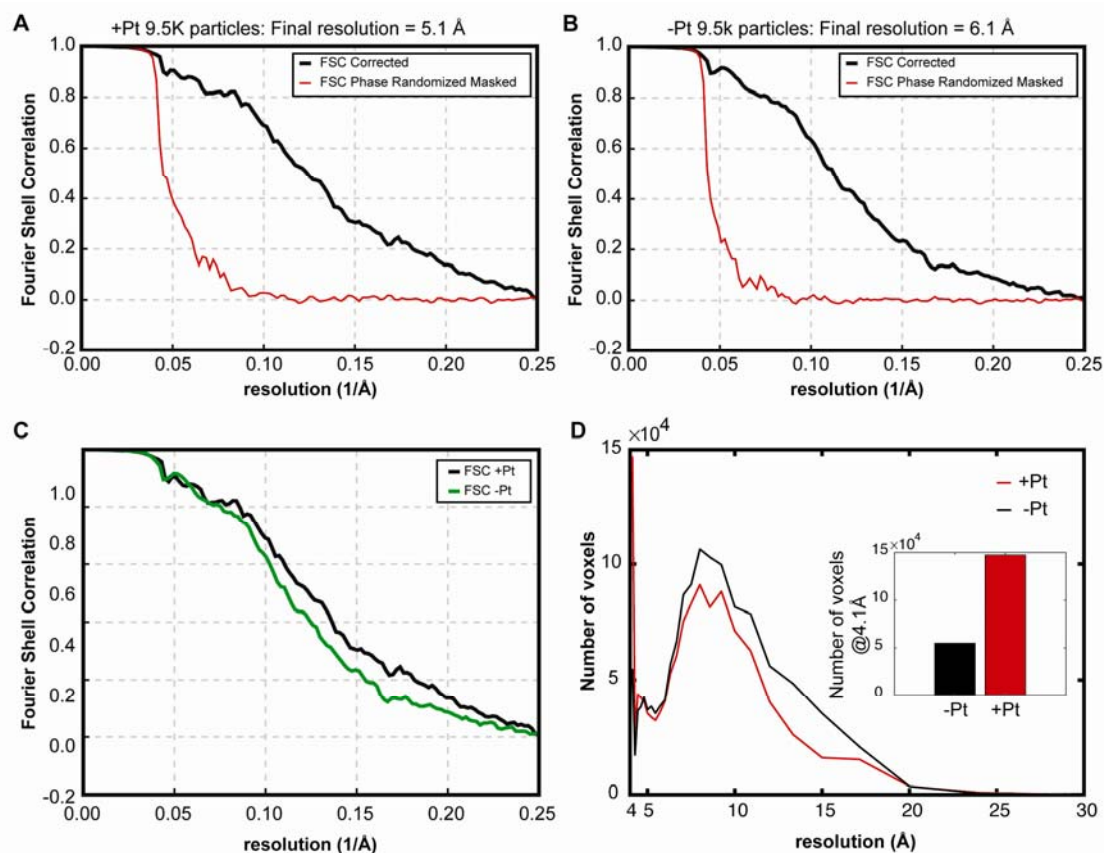 A
+Pt 9.5K particles: Final resolution = 5.1 Å
1.0
0.8
0.6
0.4
0.2
0.0
-0.2
Fourier Shell Correlation
FSC Corrected
FSC Phase Randomized Masked
0.00 0.05 0.10 0.15 0.20 0.25
resolution (1/Å)
B
-Pt 9.5k particles: Final resolution = 6.1 Å
1.0
0.8
0.6
0.4
0.2
0.0
-0.2
Fourier Shell Correlation
FSC Corrected
FSC Phase Randomized Masked
0.00 0.05 0.10 0.15 0.20 0.25
resolution (1/Å)
C
1.0
0.8
0.6
0.4
0.2
0.0
-0.2
Fourier Shell Correlation
FSC +Pt
FSC -Pt
0.00 0.05 0.10 0.15 0.20 0.25
resolution (1/Å)
D
×10⁴
15
10
5
0
Number of voxels
+Pt
-Pt
×10⁴
15
10
5
0
Number of voxels
@4.1Å
-Pt +Pt
4 5 10 15 20 25 30
resolution (Å)